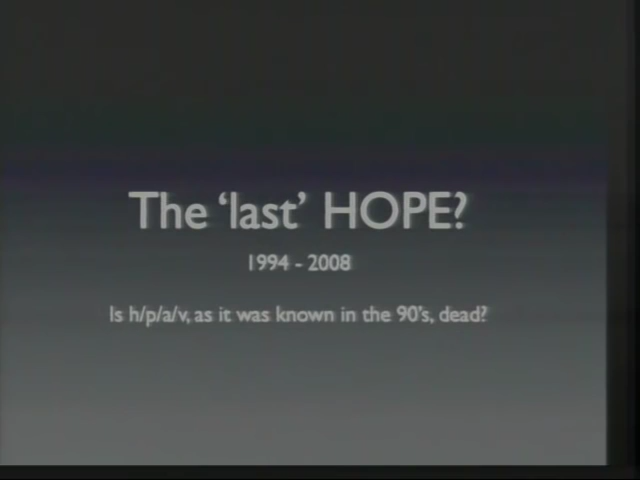 The ‘last’ HOPE?
1994 - 2008
Is h/p/a/v, as it was known in the 90's, dead?